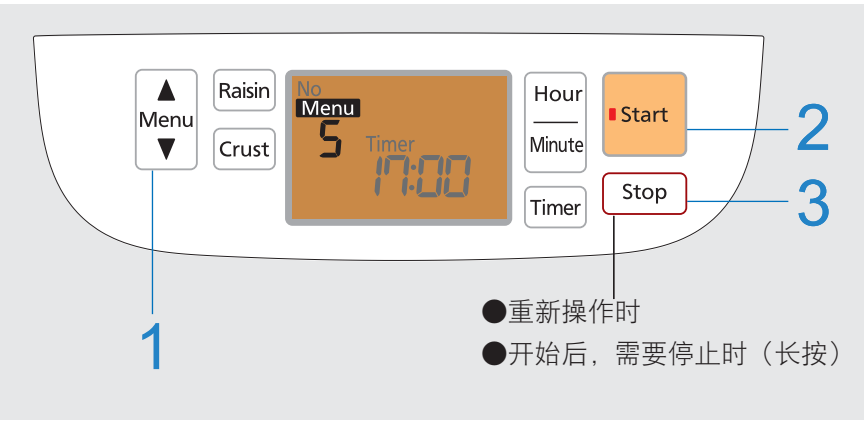 ▲
Menu
▼
Raisin
Crust
No
Menu
5
Timer
17:00
Hour
Minute
Timer
Start
Stop
1
2
3
●重新操作时
●开始后，需要停止时（长按）